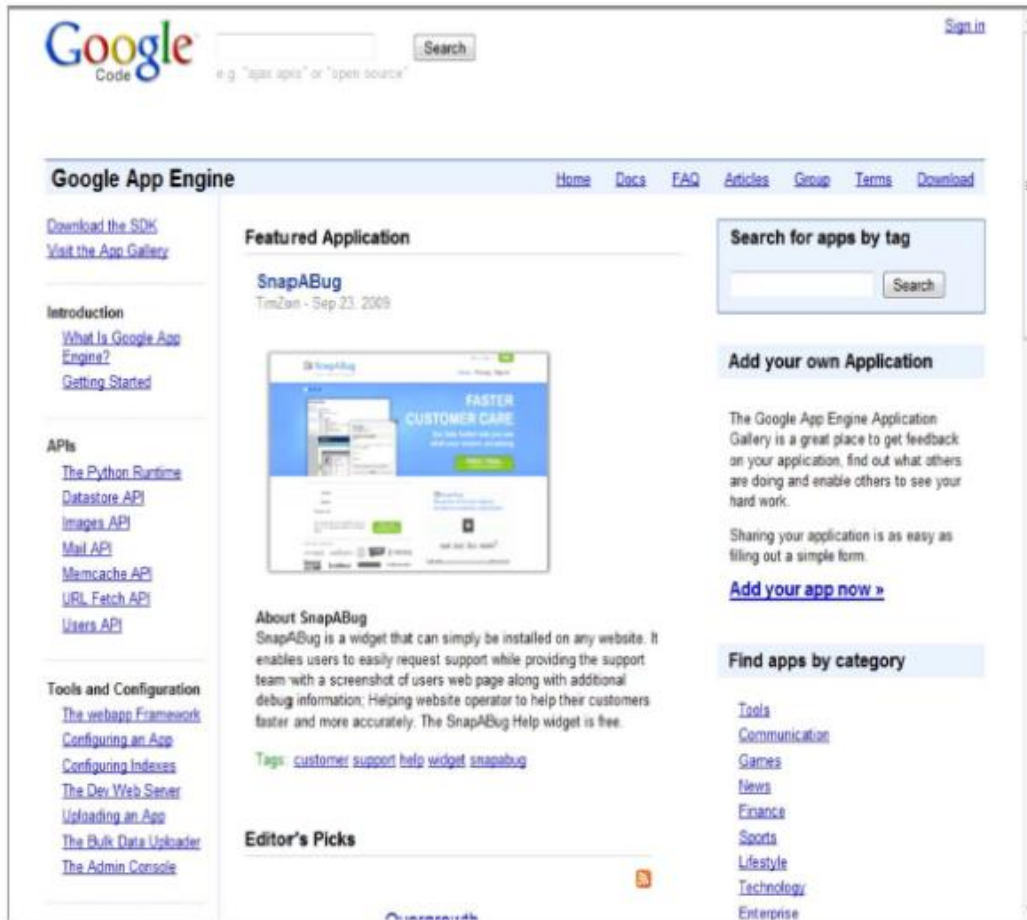 Google
Code
Search
Sign in
e.g. "ajax apis" or "open source"
Google App Engine
Home Docs FAQ Articles Group Terms Download
Download the SDK
Visit the App Gallery
Introduction
What Is Google App
Engine?
Getting Started
APIs
The Python Runtime
Datastore API
Images API
Mail API
Memcache API
URL Fetch API
Users API
Tools and Configuration
The webapp Framework
Configuring an App
Configuring Indexes
The Dev Web Server
Uploading an App
The Bulk Data Uploader
The Admin Console
Featured Application
SnapABug
TimZon - Sep 23, 2009
SnapABug
FASTER
CUSTOMER CARE
About SnapABug
SnapABug is a widget that can simply be installed on any website. It
enables users to easily request support while providing the support
team with a screenshot of users web page along with additional
debug information; Helping website operator to help their customers
faster and more accurately. The SnapABug Help widget is free.
Tags: customer support help widget snapabug
Editor's Picks
Search for apps by tag
Search
Add your own Application
The Google App Engine Application
Gallery is a great place to get feedback
on your application, find out what others
are doing and enable others to see your
hard work.
Sharing your application is as easy as
filling out a simple form.
Add your app now »
Find apps by category
Tools
Communication
Games
News
Finance
Sports
Lifestyle
Technology
Enterprise